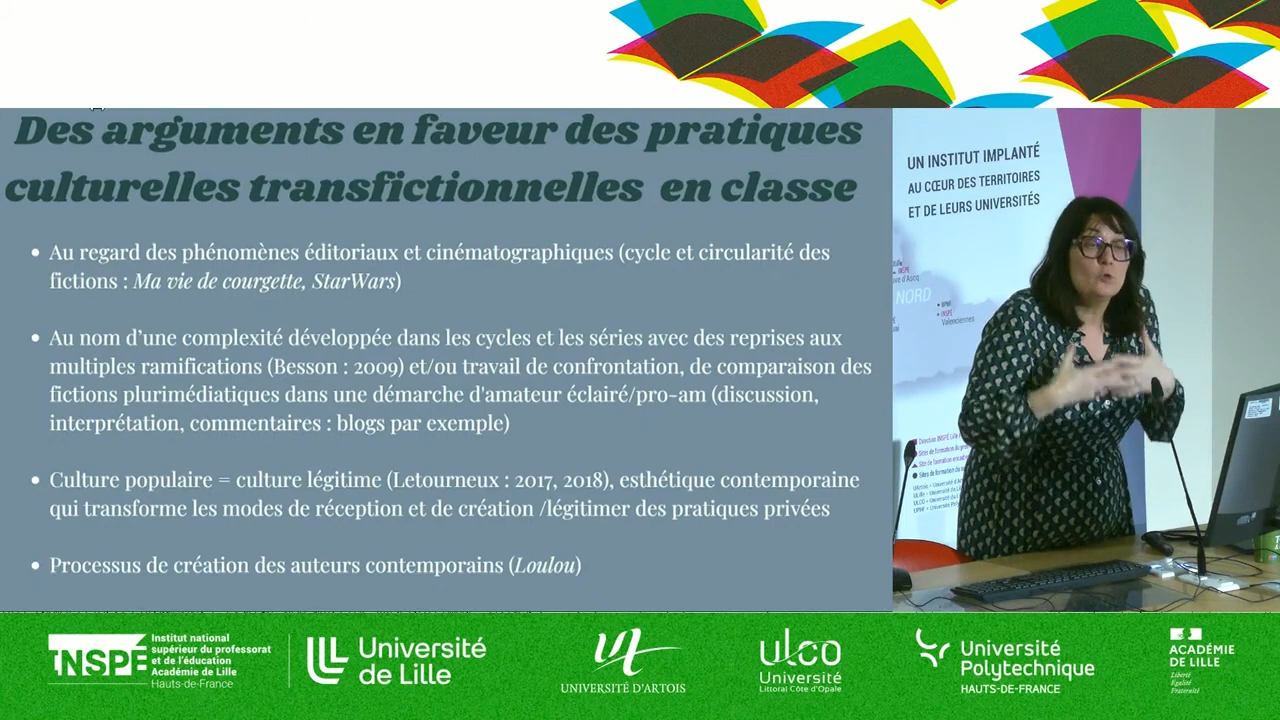 Des arguments en faveur des pratiques
culturelles transfictionnelles en classe
• Au regard des phénomènes éditoriaux et cinématographiques (cycle et circularité des
fictions : Ma vie de courgette, StarWars)
• Au nom d’une complexité développée dans les cycles et les séries avec des reprises aux
multiples ramifications (Besson : 2009) et/ou travail de confrontation, de comparaison des
fictions plurimédiatiques dans une démarche d'amateur éclairé/pro-am (discussion,
interprétation, commentaires : blogs par exemple)
• Culture populaire = culture légitime (Letourneux : 2017, 2018), esthétique contemporaine
qui transforme les modes de réception et de création /légitimer des pratiques privées
• Processus de création des auteurs contemporains (Loulou)
UN INSTITUT IMPLANTÉ
AU CŒUR DES TERRITOIRES
ET DE LEURS UNIVERSITÉS
INSPÉ
NORD
INSPÉ
Valenciennes
INSPÉ
Institut national
supérieur du professorat
et de l'éducation
Académie de Lille
Hauts-de-France
Université
de Lille
UNIVERSITÉ D'ARTOIS
ULCO
Université
Littoral Côte d'Opale
Université
Polytechnique
HAUTS-DE-FRANCE
ACADÉMIE
DE LILLE
Liberté
Égalité
Fraternité